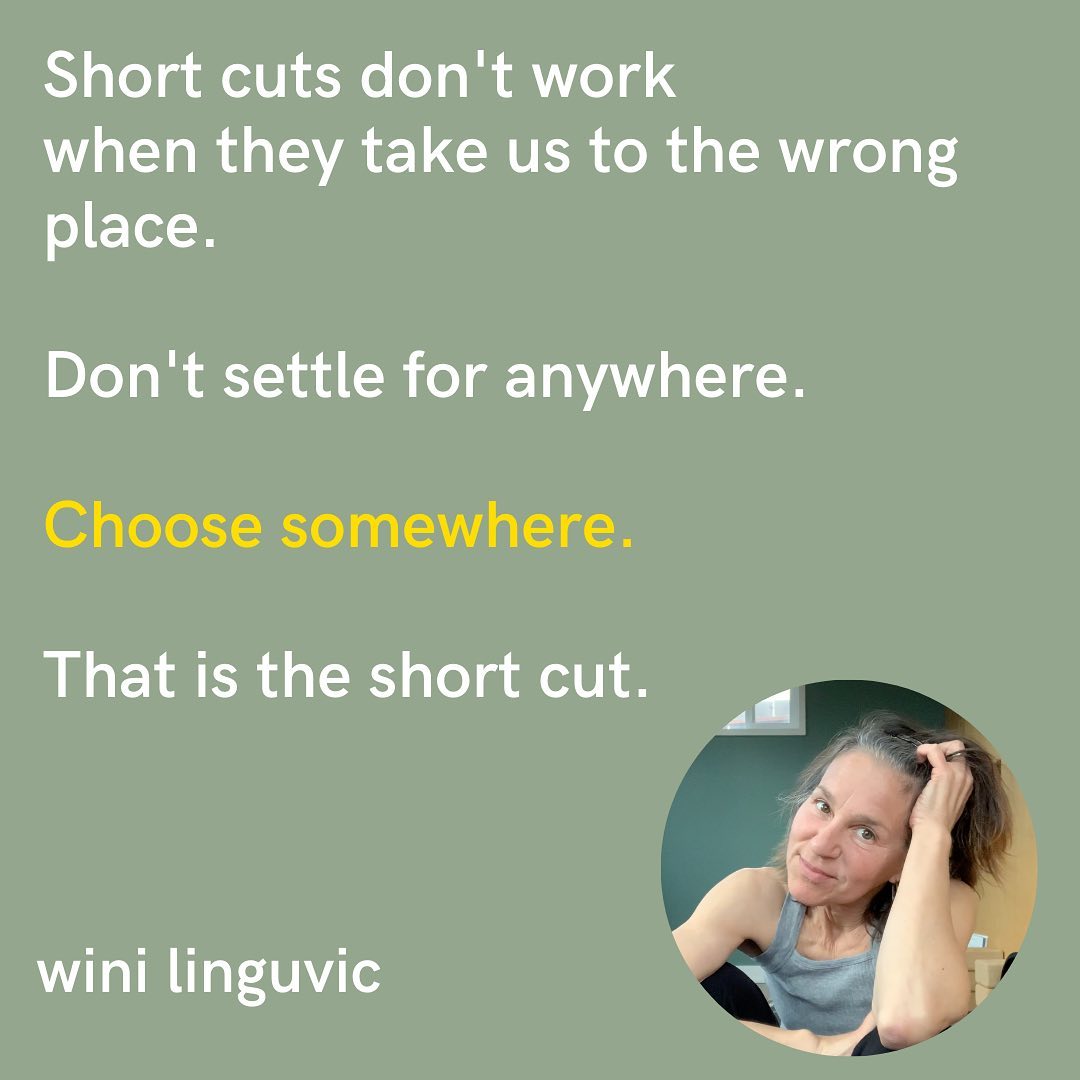 Short cuts don't work
when they take us to the wrong
place.
Don't settle for anywhere.
Choose somewhere.
That is the short cut.
wini linguvic